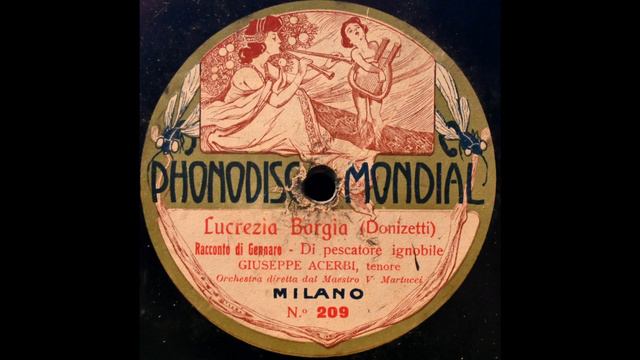 PHONODISC MONDIAL
Lucrezia Borgia (Donizetti)
Racconto di Gennaro - Di pescatore ignobile
GIUSEPPE ACERBI, tenore
Orchestra diretta dal Maestro V. Martucci
MILANO
N.º 209